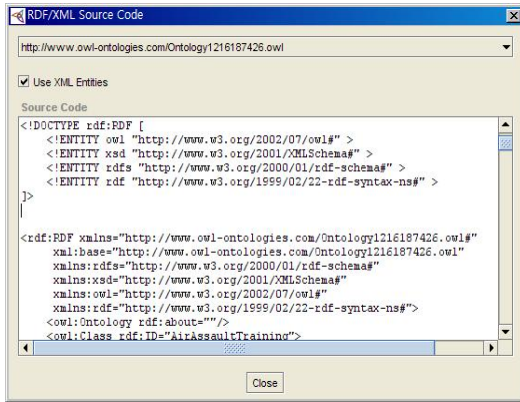 RDF/XML Source Code
http://www.owl-ontologies.com/Ontology1216187426.owl
Use XML Entities
Source Code
<!DOCTYPE rdf:RDF [
    <!ENTITY owl "http://www.w3.org/2002/07/owl#" >
    <!ENTITY xsd "http://www.w3.org/2001/XMLSchema#" >
    <!ENTITY rdfs "http://www.w3.org/2000/01/rdf-schema#" >
    <!ENTITY rdf "http://www.w3.org/1999/02/22-rdf-syntax-ns#" >
]>
<rdf:RDF xmlns="http://www.owl-ontologies.com/Ontology1216187426.owl#"
     xml:base="http://www.owl-ontologies.com/Ontology1216187426.owl"
     xmlns:rdfs="http://www.w3.org/2000/01/rdf-schema#"
     xmlns:xsd="http://www.w3.org/2001/XMLSchema#"
     xmlns:owl="http://www.w3.org/2002/07/owl#"
     xmlns:rdf="http://www.w3.org/1999/02/22-rdf-syntax-ns#">
    <owl:Ontology rdf:about=""/>
    <owl:Class rdf:ID="AirAssaultTraining">
Close